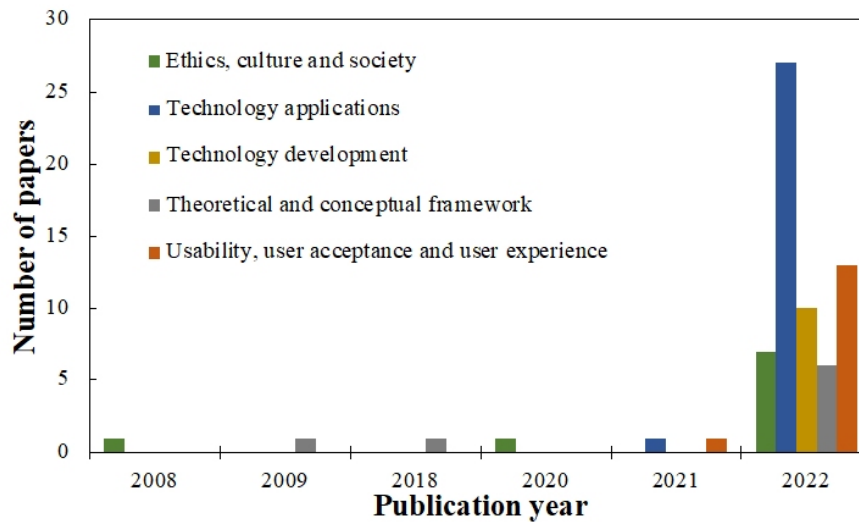 30
25
20
15
10
5
0
Number of papers
Ethics, culture and society
Technology applications
Technology development
Theoretical and conceptual framework
Usability, user acceptance and user experience
2008 2009 2018 2020 2021 2022
Publication year